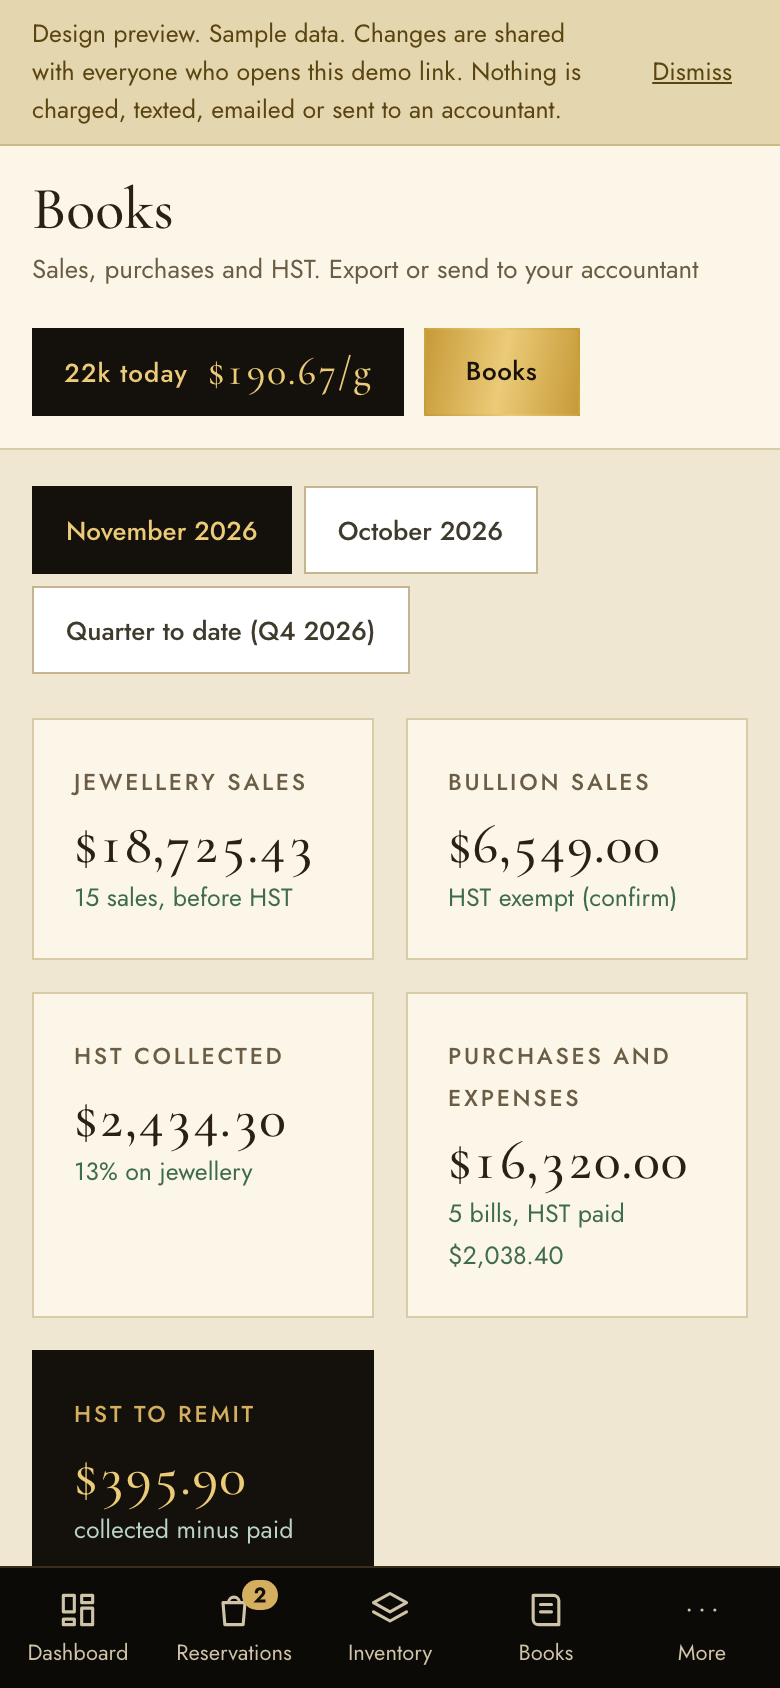 Design preview. Sample data. Changes are shared
with everyone who opens this demo link. Nothing is
charged, texted, emailed or sent to an accountant.
Dismiss
Books
Sales, purchases and HST. Export or send to your accountant
22k today $190.67/g
Books
November 2026
October 2026
Quarter to date (Q4 2026)
JEWELLERY SALES
$18,725.43
15 sales, before HST
BULLION SALES
$6,549.00
HST exempt (confirm)
HST COLLECTED
$2,434.30
13% on jewellery
PURCHASES AND
EXPENSES
$16,320.00
5 bills, HST paid
$2,038.40
HST TO REMIT
$395.90
collected minus paid
2
Dashboard
Reservations
Inventory
Books
More